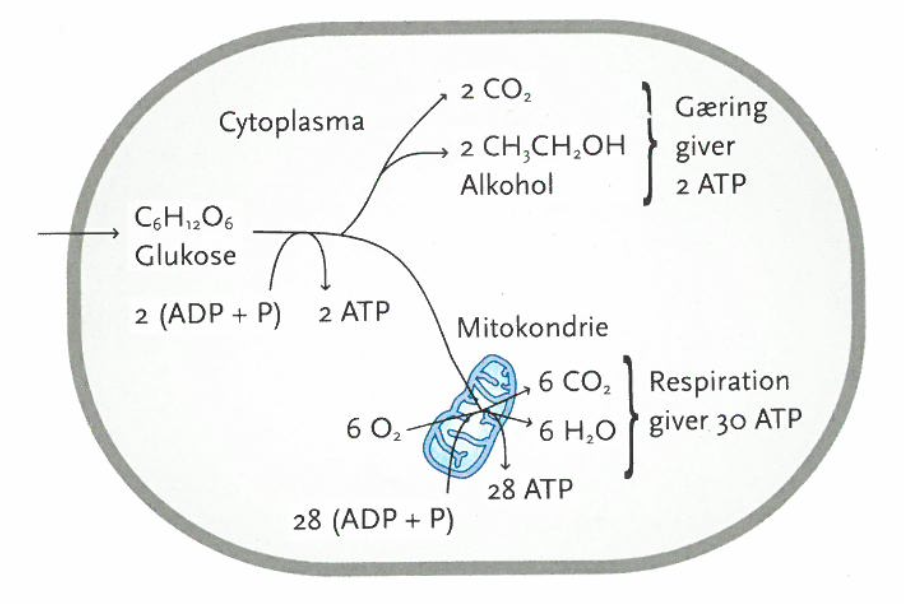 Cytoplasma
2 CO₂
2 CH₃CH₂OH
Alkohol
Gæring
giver
2 ATP
C₆H₁₂O₆
Glukose
2 (ADP + P)
2 ATP
Mitokondrie
6 O₂
6 CO₂
6 H₂O
28 ATP
28 (ADP + P)
Respiration
giver 30 ATP